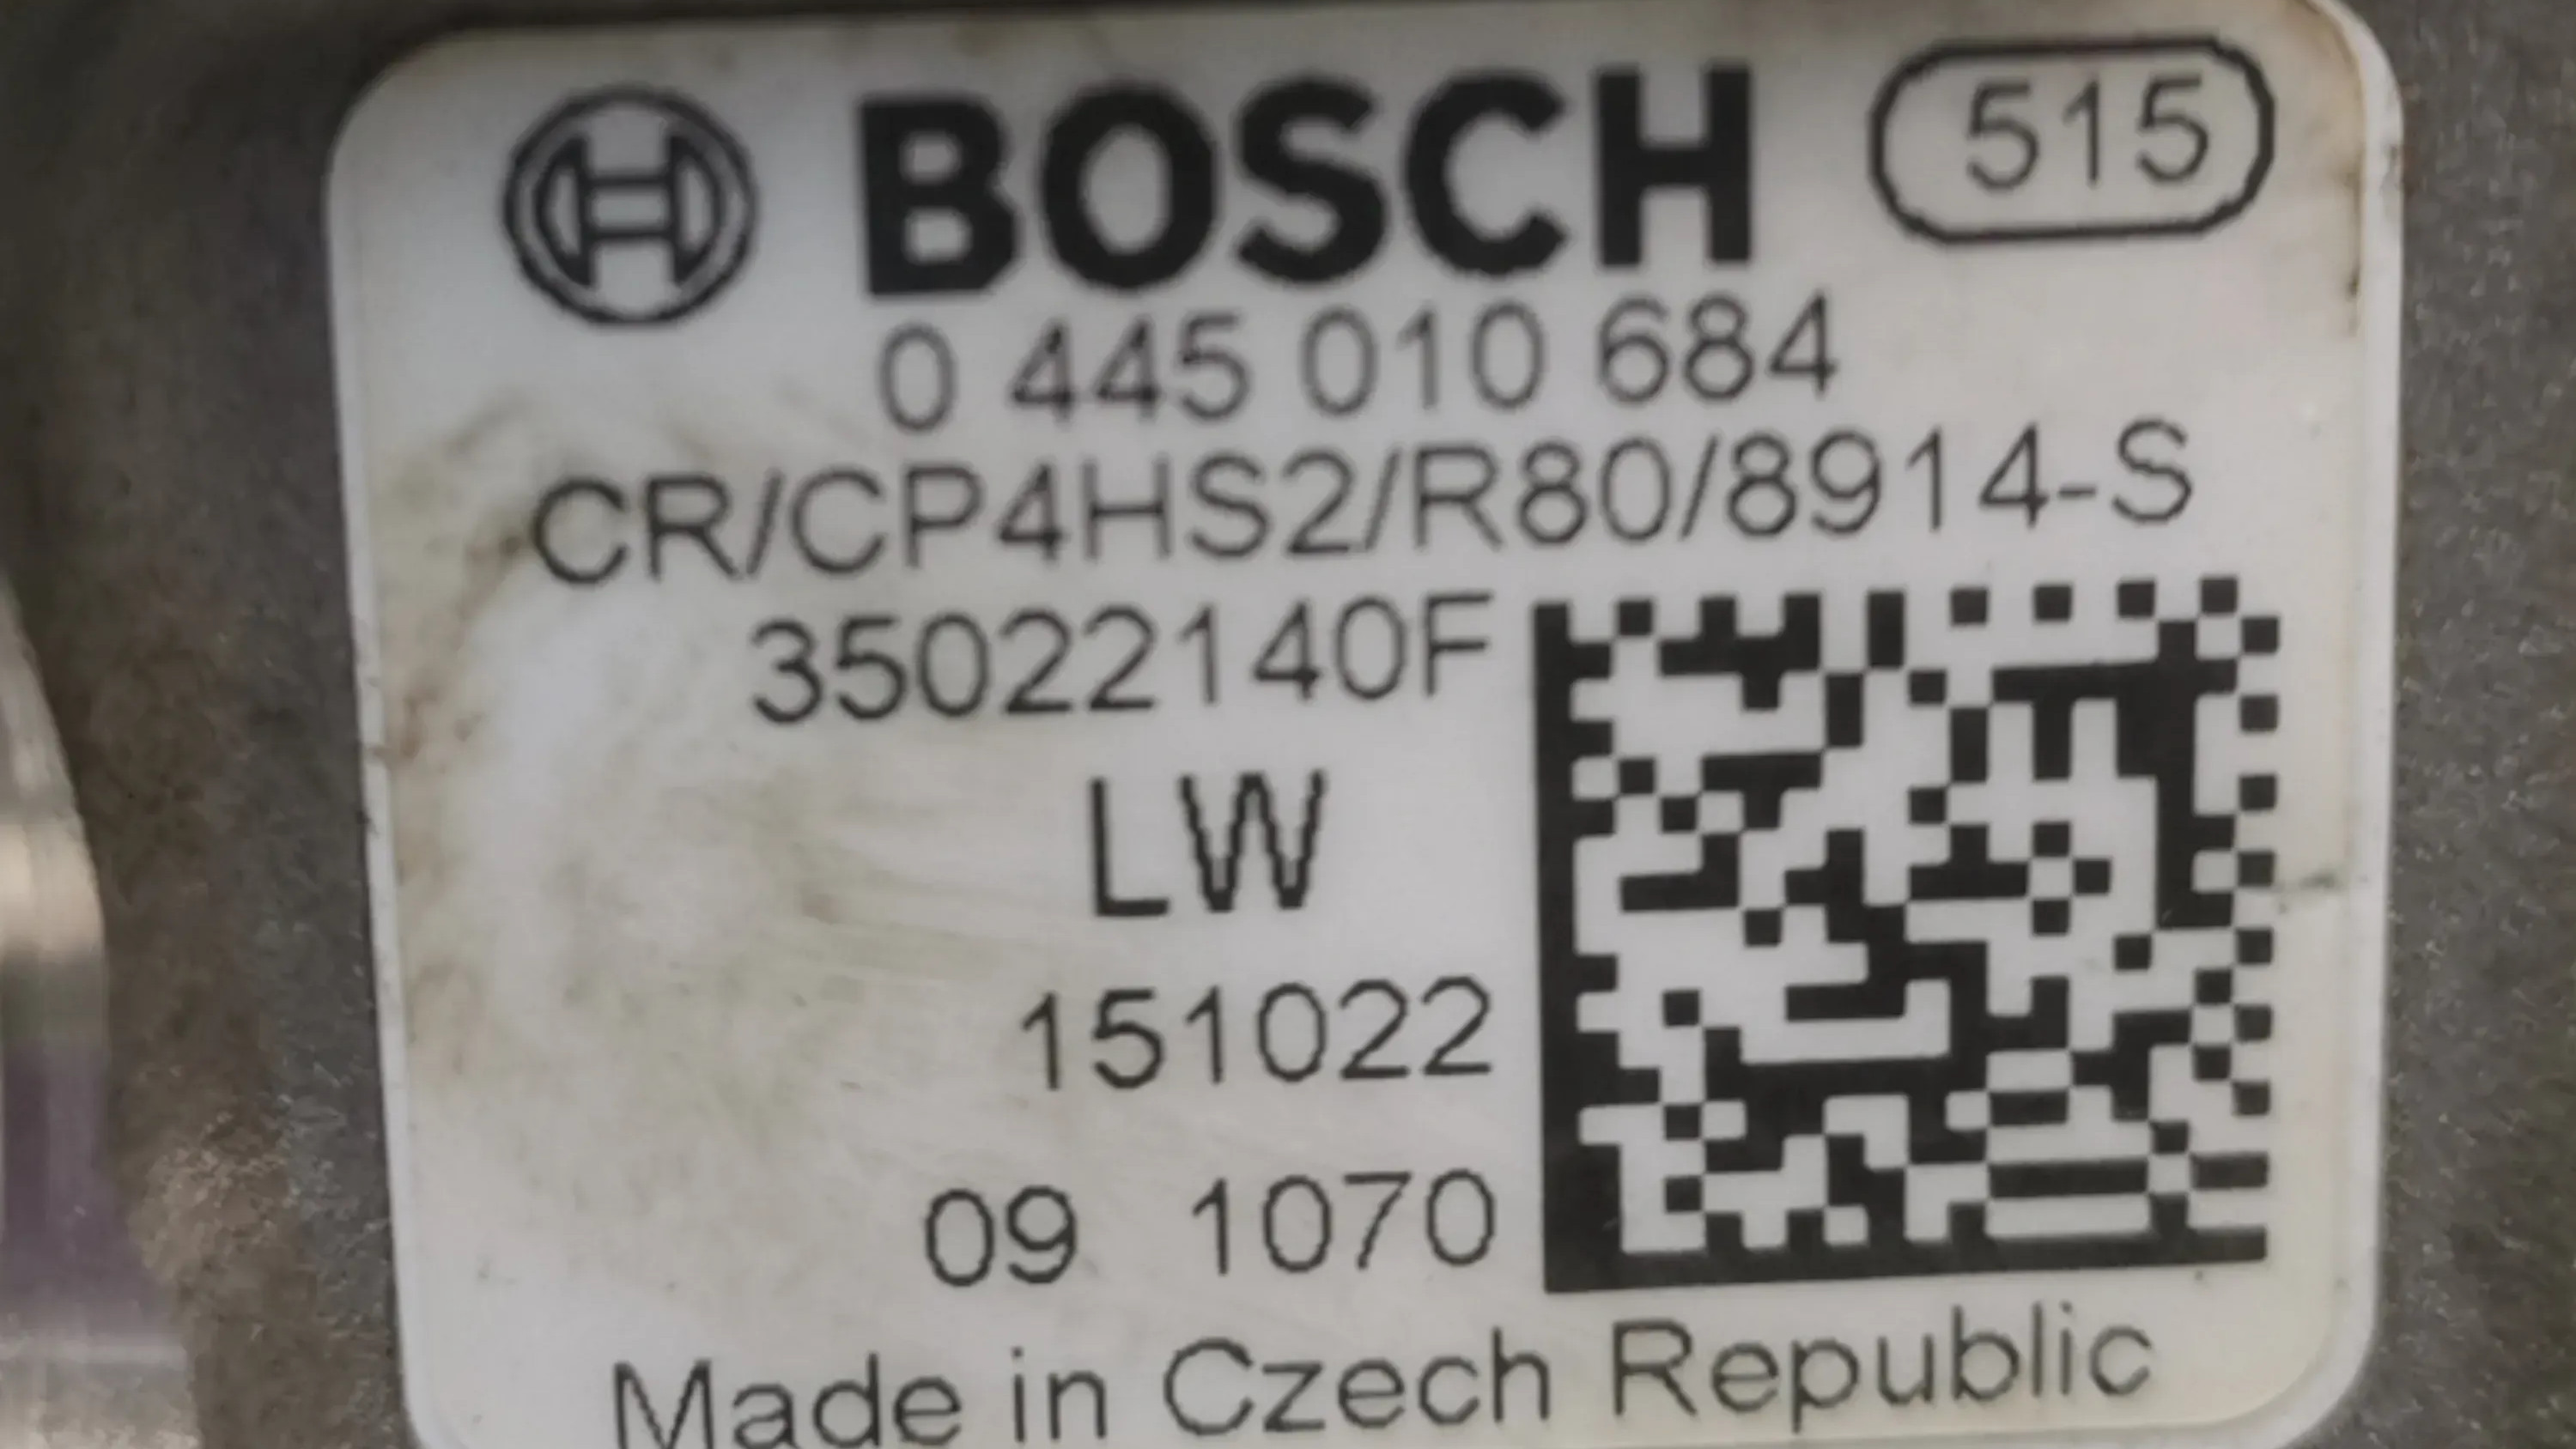 BOSCH 515
0 445 010 684
CR/CP4HS2/R80/8914-S
35022140F
LW
151022
09 1070
Made in Czech Republic